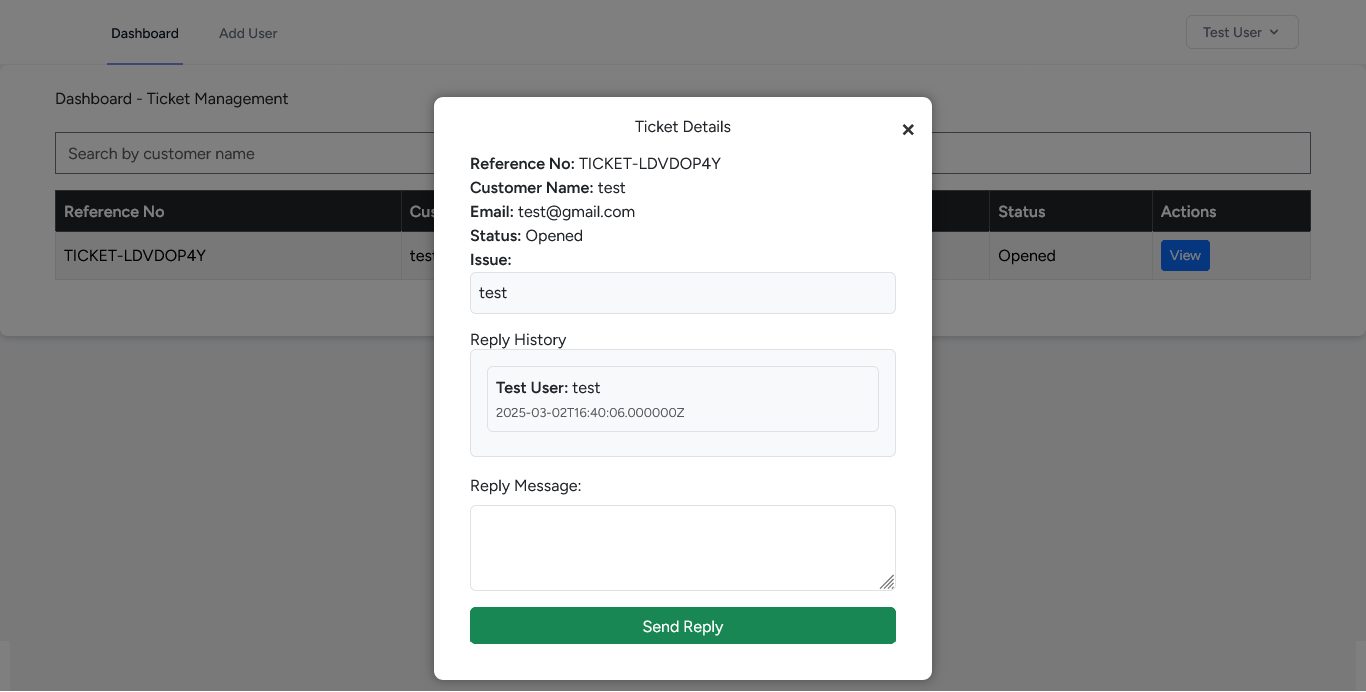 Dashboard
Add User
Test User
Dashboard - Ticket Management
Search by customer name
Reference No
Cus
Status
Actions
TICKET-LDVDOP4Y
test
Opened
View
Ticket Details
×
Reference No: TICKET-LDVDOP4Y
Customer Name: test
Email: test@gmail.com
Status: Opened
Issue:
test
Reply History
Test User: test
2025-03-02T16:40:06.000000Z
Reply Message:
Send Reply